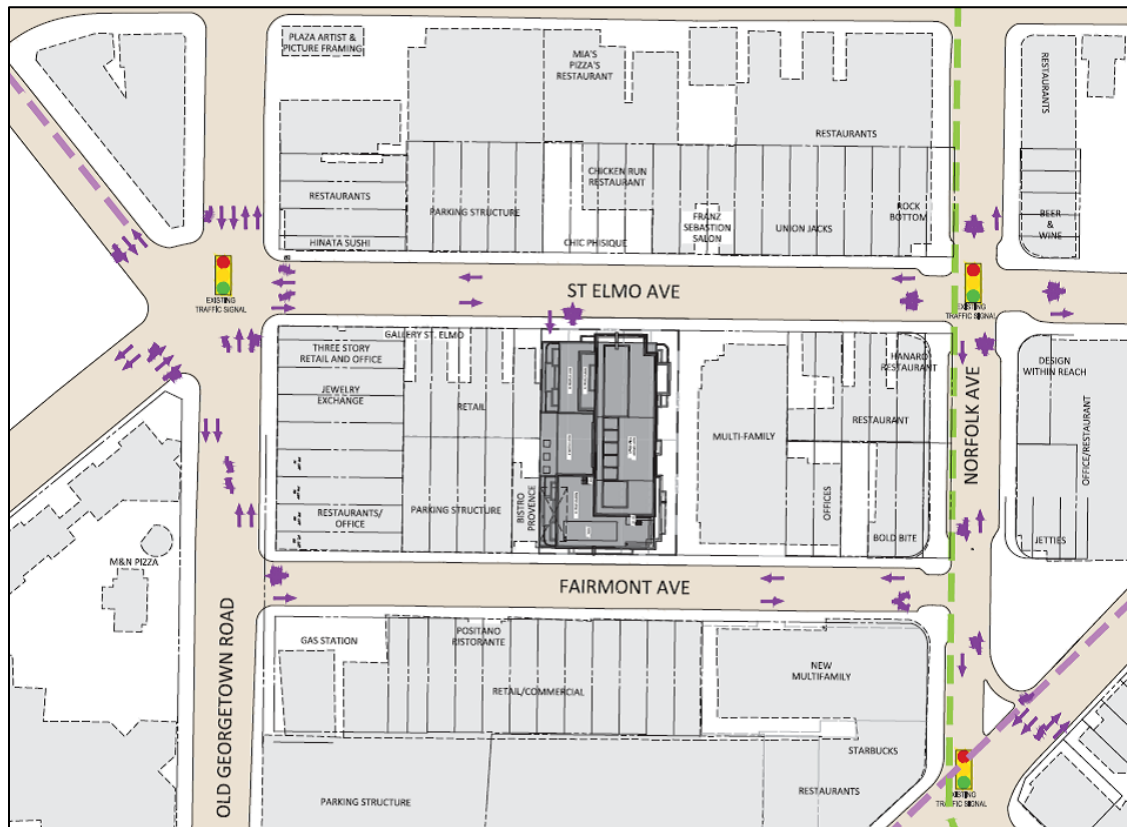 PLAZA ARTIST &
PICTURE FRAMING
MIA'S
PIZZA'S
RESTAURANT
RESTAURANTS
RESTAURANTS
CHICKEN RUN
RESTAURANT
RESTAURANTS
PARKING STRUCTURE
FRANZ
SEBASTIAN
SALON
ROCK
BOTTOM
BEER
&
WINE
HINATA SUSHI
CHIC PHISIQUE
UNION JACKS
EXISTING
TRAFFIC SIGNAL
ST ELMO AVE
EXISTING
TRAFFIC SIGNAL
GALLERY ST. ELMO
THREE STORY
RETAIL AND OFFICE
HANARO
RESTAURANT
DESIGN
WITHIN REACH
JEWELRY
EXCHANGE
RETAIL
MULTI-FAMILY
RESTAURANT
NORFOLK AVE
OFFICE/RESTAURANT
RESTAURANTS/
OFFICE
PARKING STRUCTURE
BISTRO
PROVENCE
OFFICES
BOLD BITE
JETTIES
M&N PIZZA
FAIRMONT AVE
OLD GEORGETOWN ROAD
GAS STATION
POSITANO
RISTORANTE
RETAIL/COMMERCIAL
NEW
MULTIFAMILY
STARBUCKS
EXISTING
TRAFFIC SIGNAL
PARKING STRUCTURE
RESTAURANTS